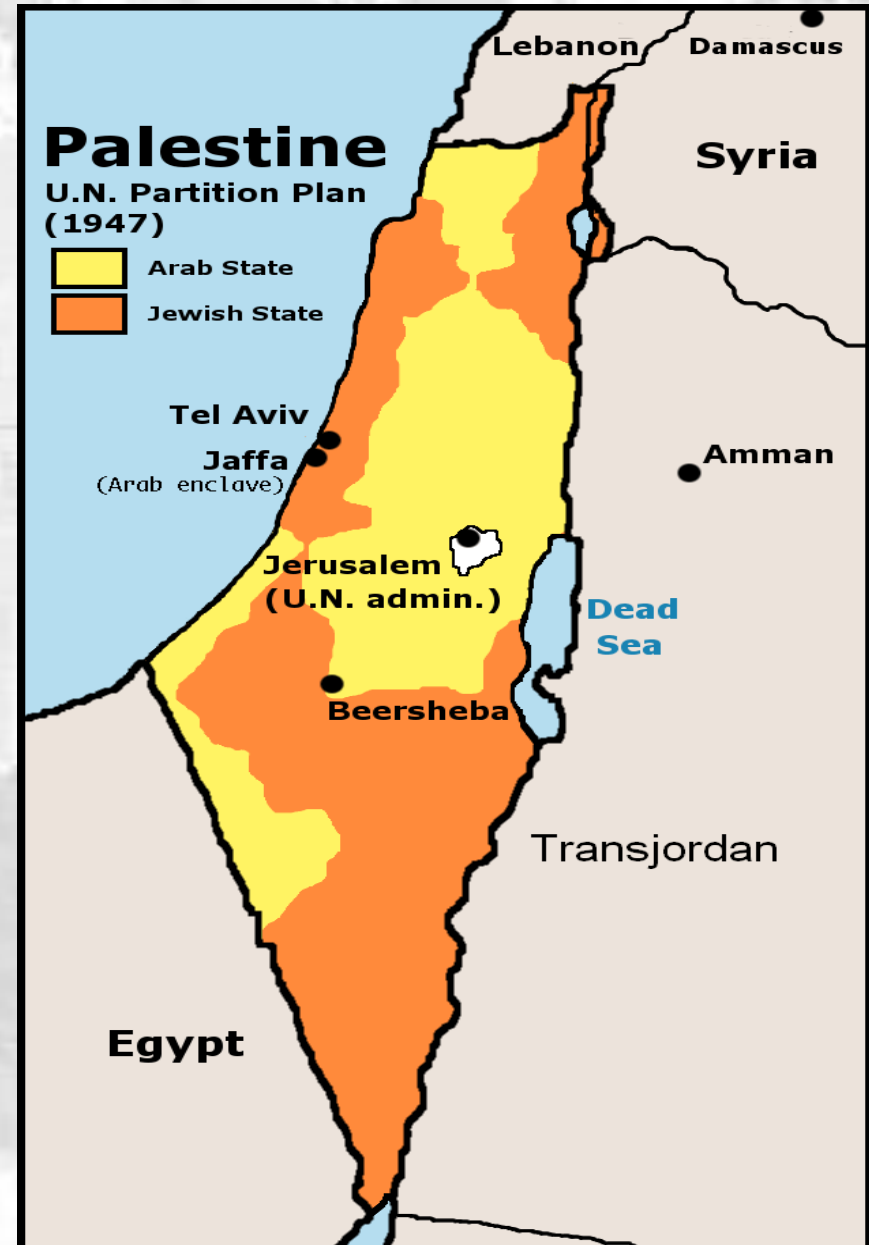 Lebanon
Damascus
Palestine
U.N. Partition Plan
(1947)
Arab State
Jewish State
Syria
Tel Aviv
Jaffa
(Arab enclave)
Amman
Jerusalem
(U.N. admin.)
Dead
Sea
Beersheba
Transjordan
Egypt